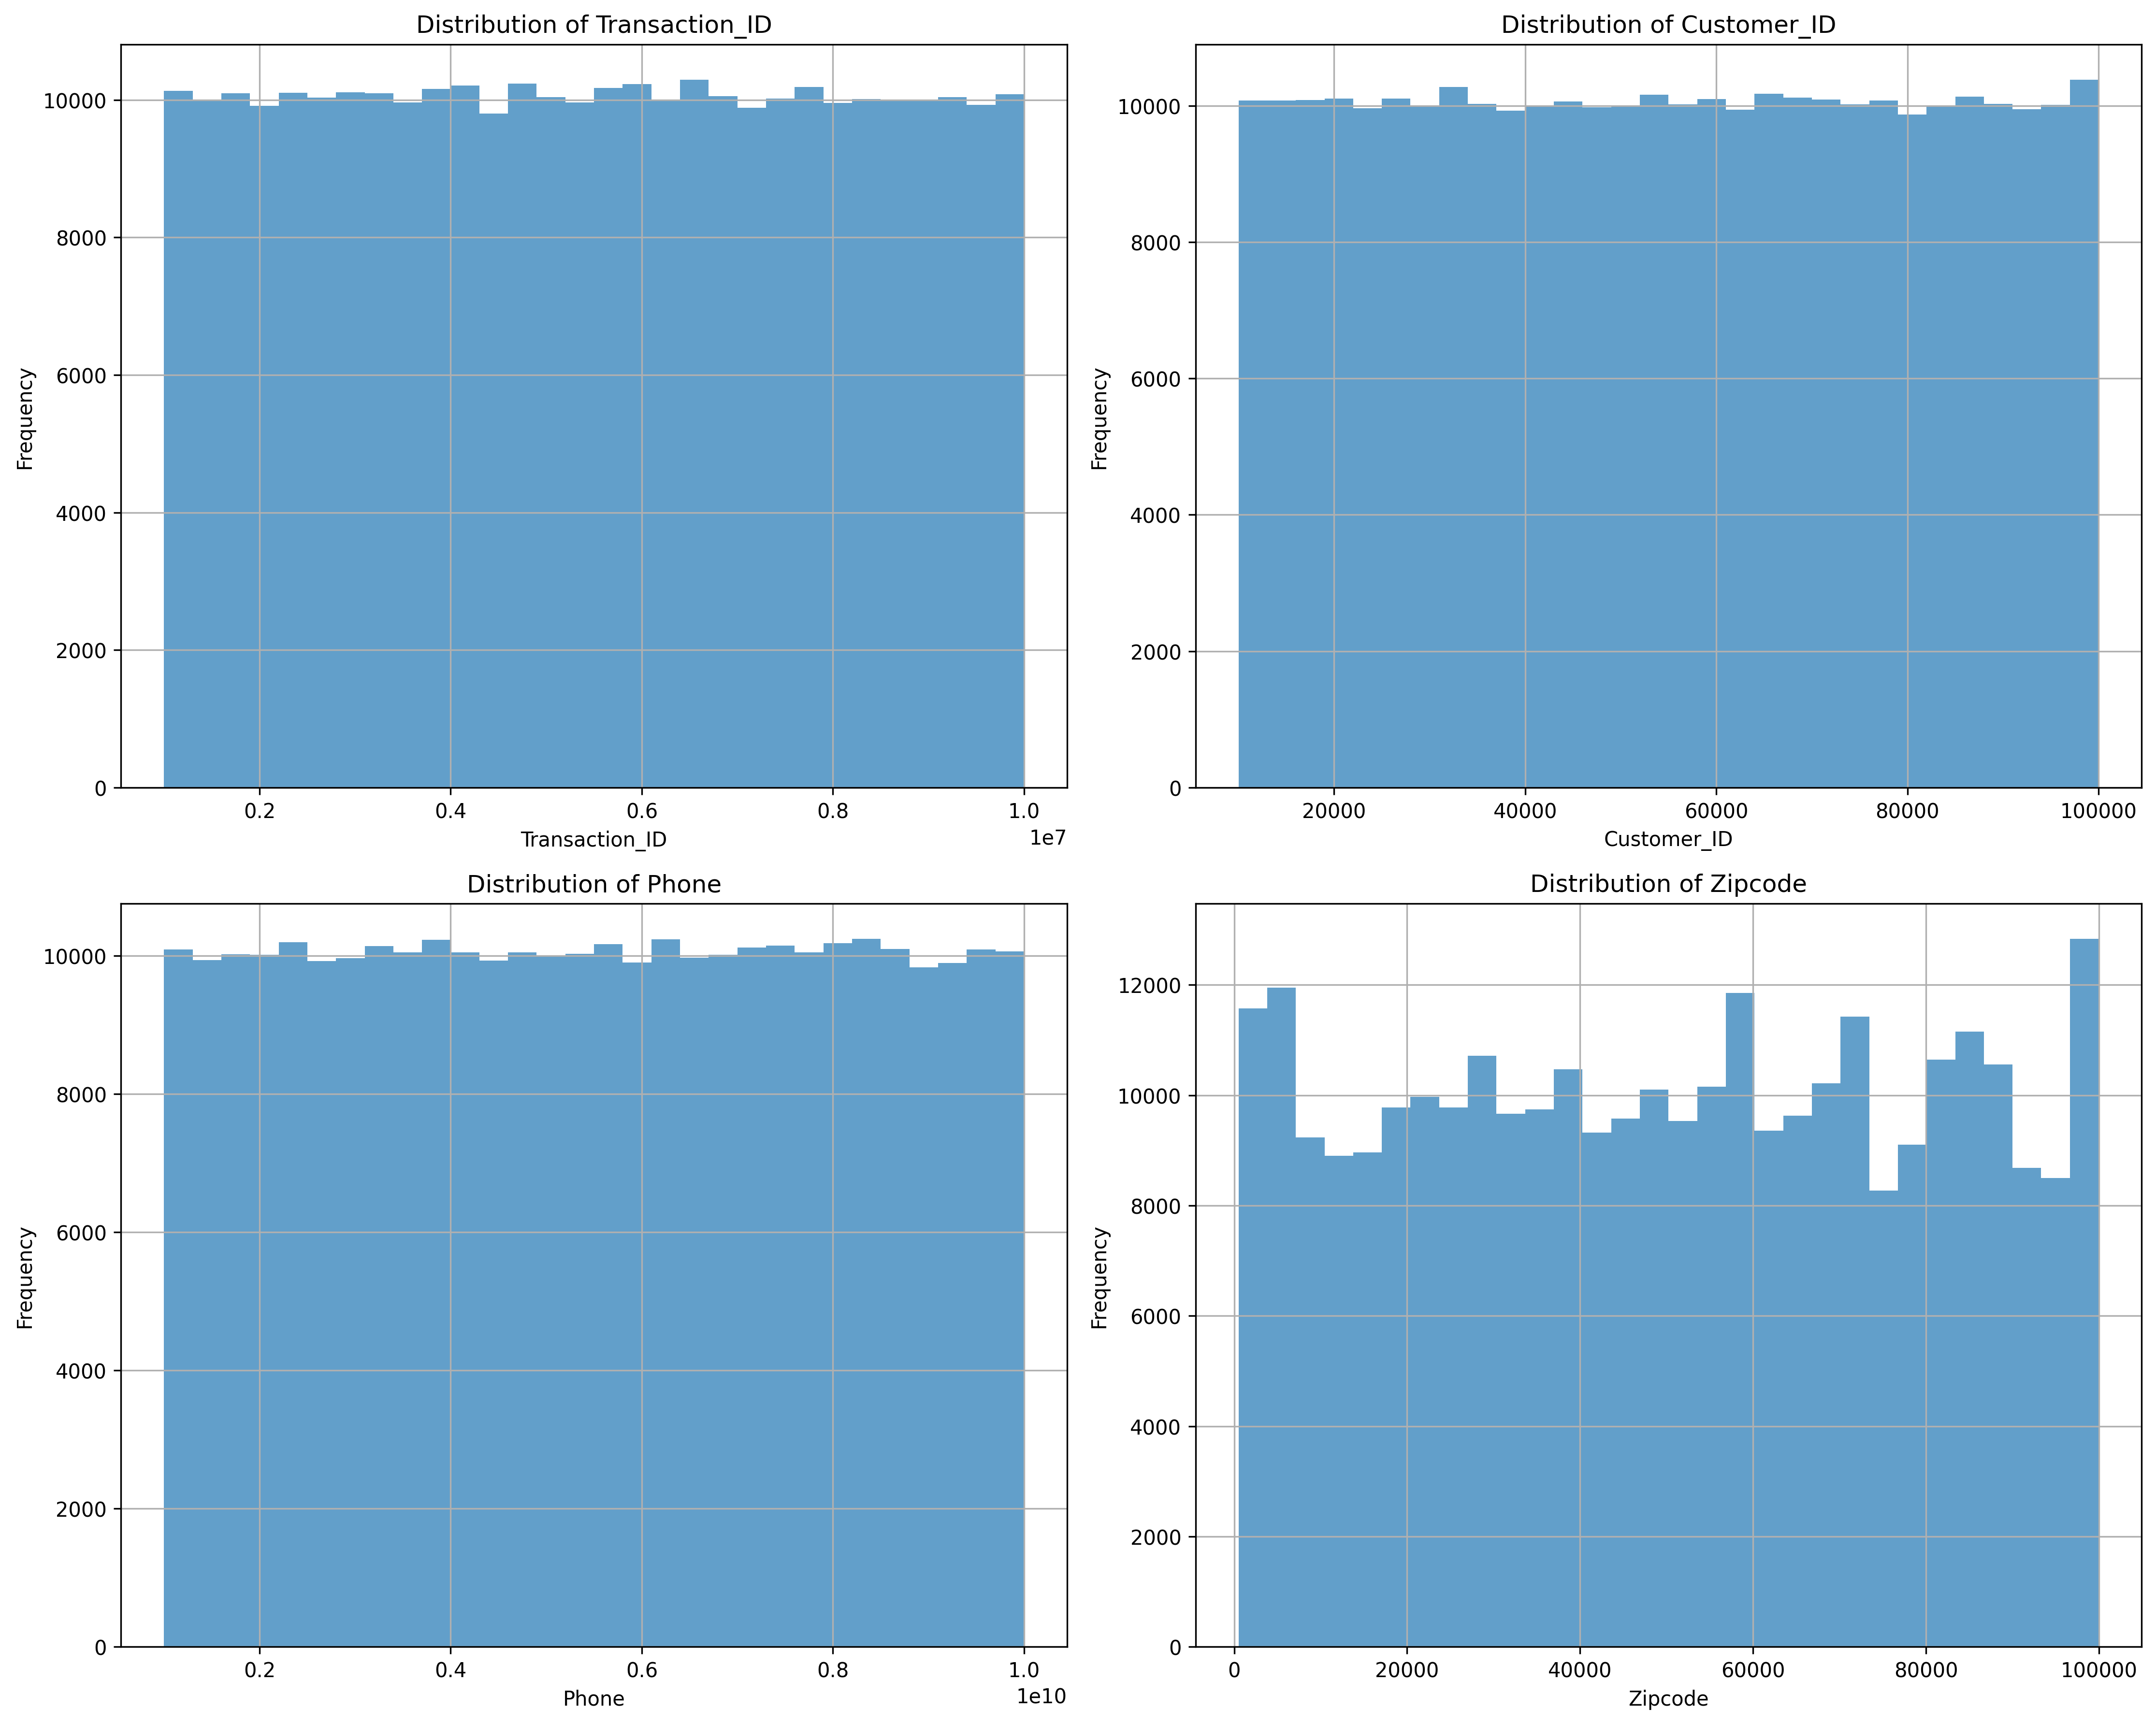 Distribution of Transaction_ID
Frequency
10000
8000
6000
4000
2000
0
0.2 0.4 0.6 0.8 1.0
1e7
Transaction_ID
Distribution of Customer_ID
Frequency
10000
8000
6000
4000
2000
0
20000 40000 60000 80000 100000
Customer_ID
Distribution of Phone
Frequency
10000
8000
6000
4000
2000
0
0.2 0.4 0.6 0.8 1.0
1e10
Phone
Distribution of Zipcode
Frequency
12000
10000
8000
6000
4000
2000
0
0 20000 40000 60000 80000 100000
Zipcode